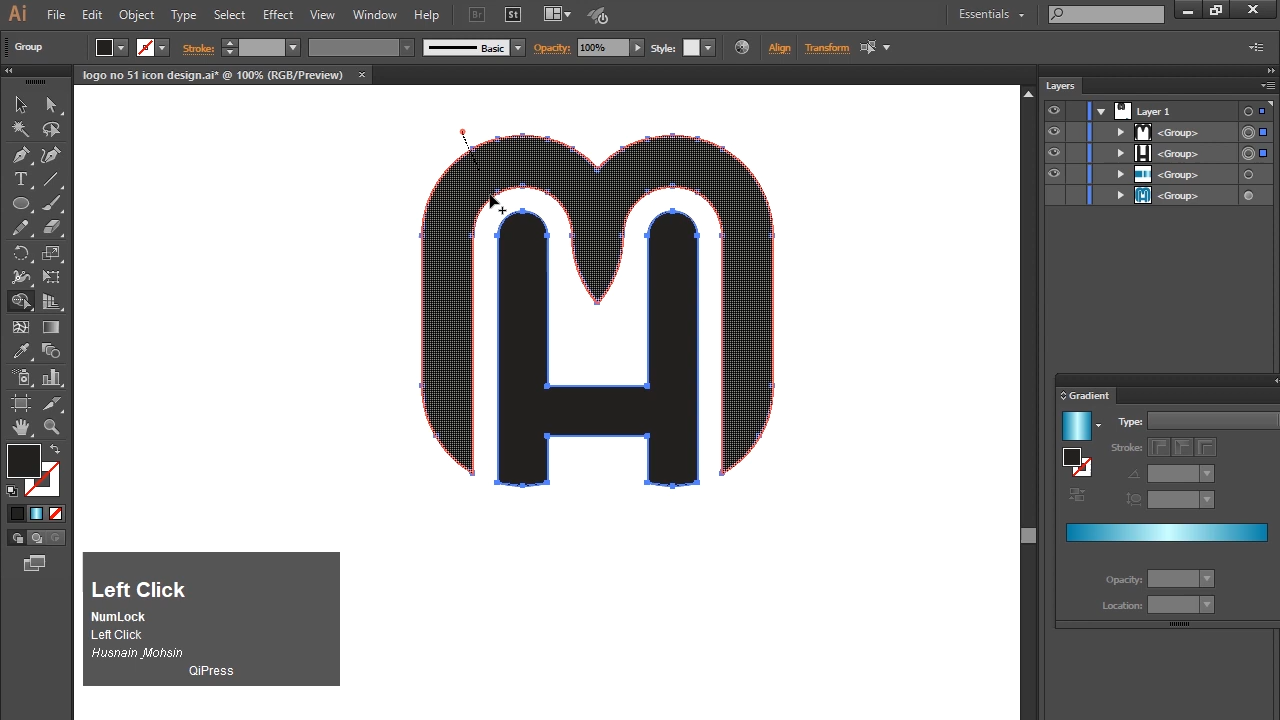 Ai File Edit Object Type Select Effect View Window Help Br St Essentials
Group Stroke: Basic Opacity: 100% Style: Align Transform
logo no 51 icon design.ai* @ 100% (RGB/Preview)
Layers
Layer 1
<Group>
<Group>
<Group>
<Group>
Gradient
Type:
Stroke:
Opacity:
Location:
Left Click
NumLock
Left Click
Husnain_Mohsin
QiPress